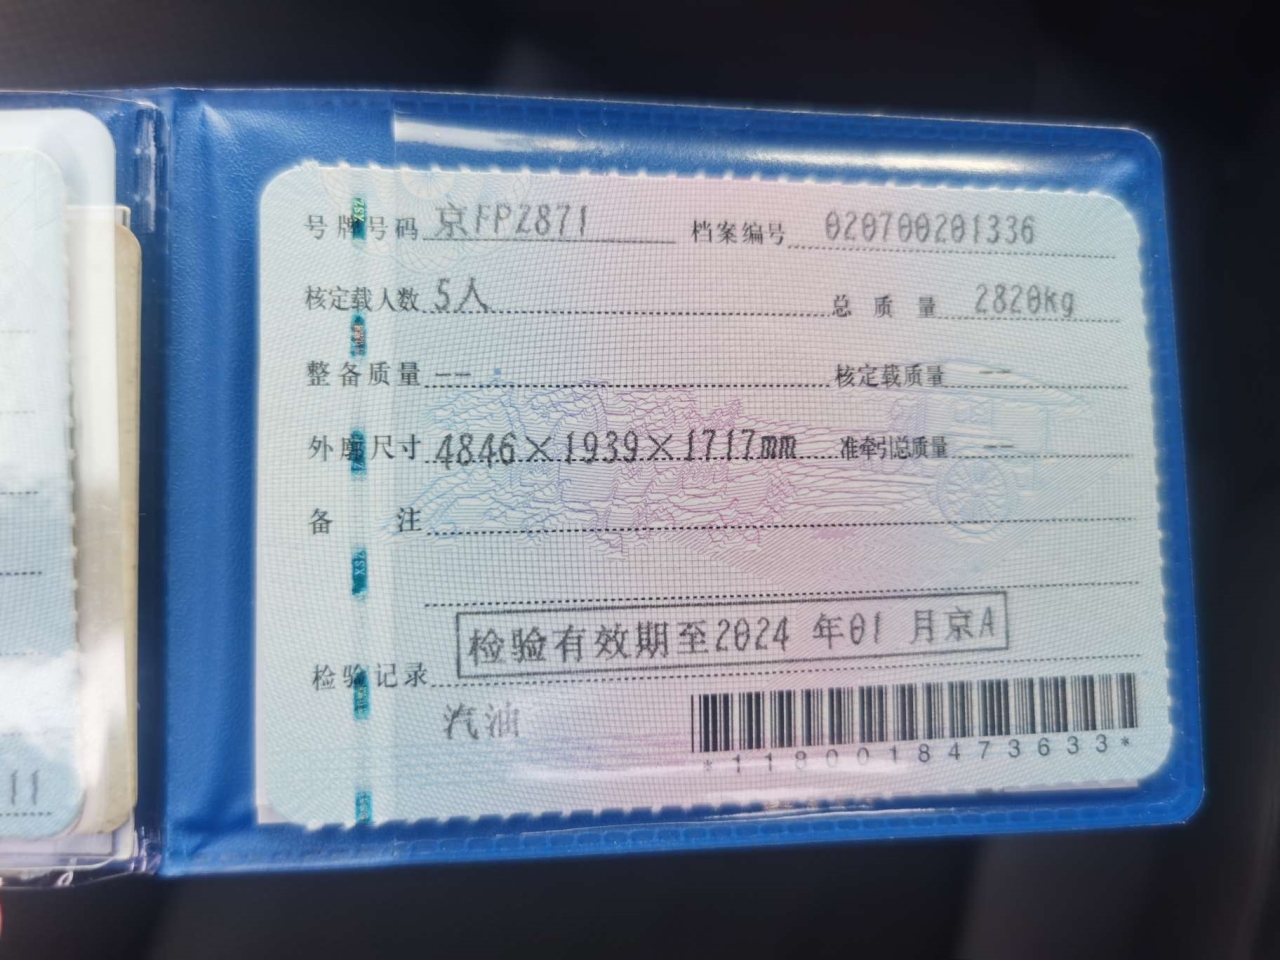 号牌号码 京FPZ871 档案编号 020700201336
核定载人数 5人 总质量 2820kg
整备质量 -- 核定载质量 --
外廓尺寸 4846×1939×1717mm 准牵引总质量 --
备注
检验有效期至2024 年01 月京A
检验记录
汽油
*1180018473633*
11